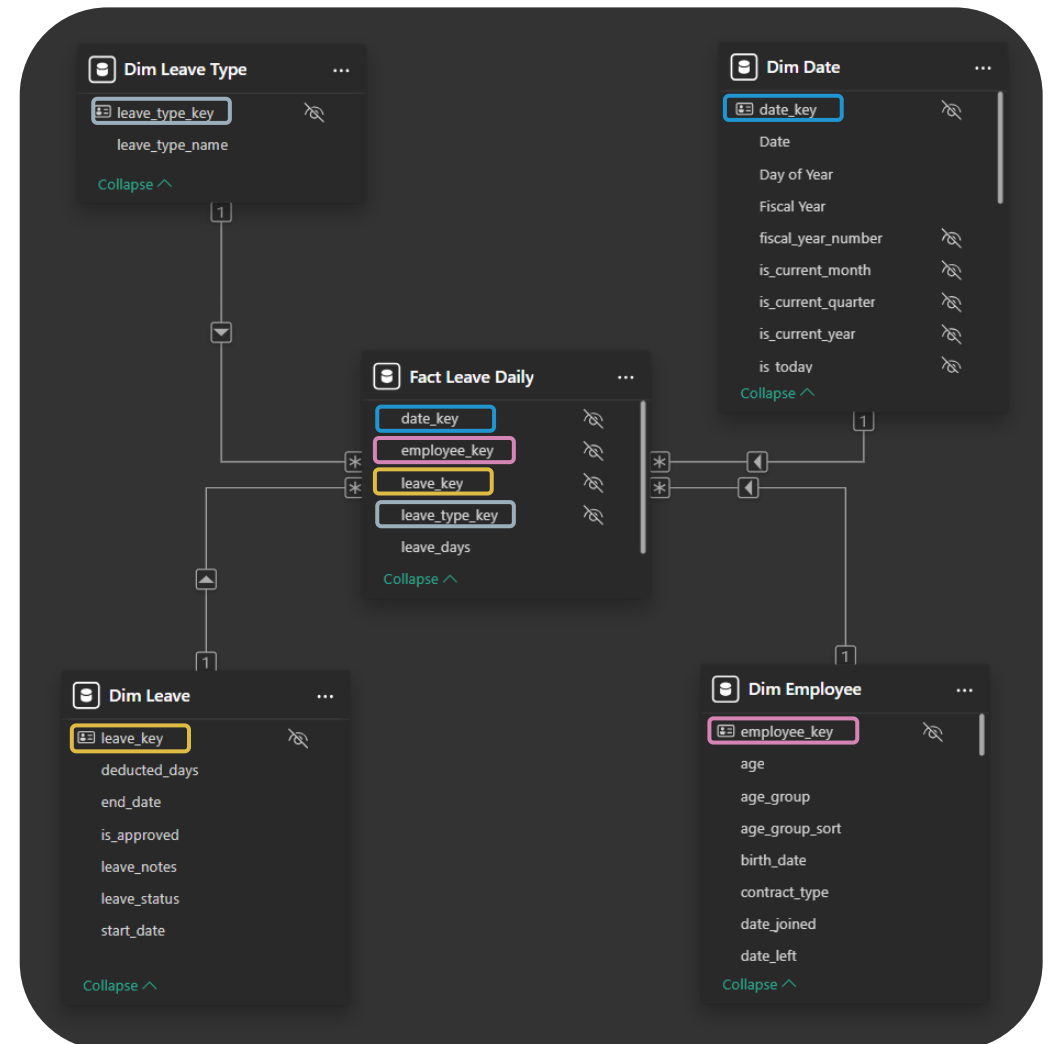 Dim Leave Type ...
leave_type_key
leave_type_name
Collapse
1
Dim Date ...
date_key
Date
Day of Year
Fiscal Year
fiscal_year_number
is_current_month
is_current_quarter
is_current_year
is today
Collapse
1
Fact Leave Daily ...
date_key
employee_key
leave_key
leave_type_key
leave_days
Collapse
*
*
*
*
1
Dim Leave ...
leave_key
deducted_days
end_date
is_approved
leave_notes
leave_status
start_date
Collapse
1
Dim Employee ...
employee_key
age
age_group
age_group_sort
birth_date
contract_type
date_joined
date_left
Collapse